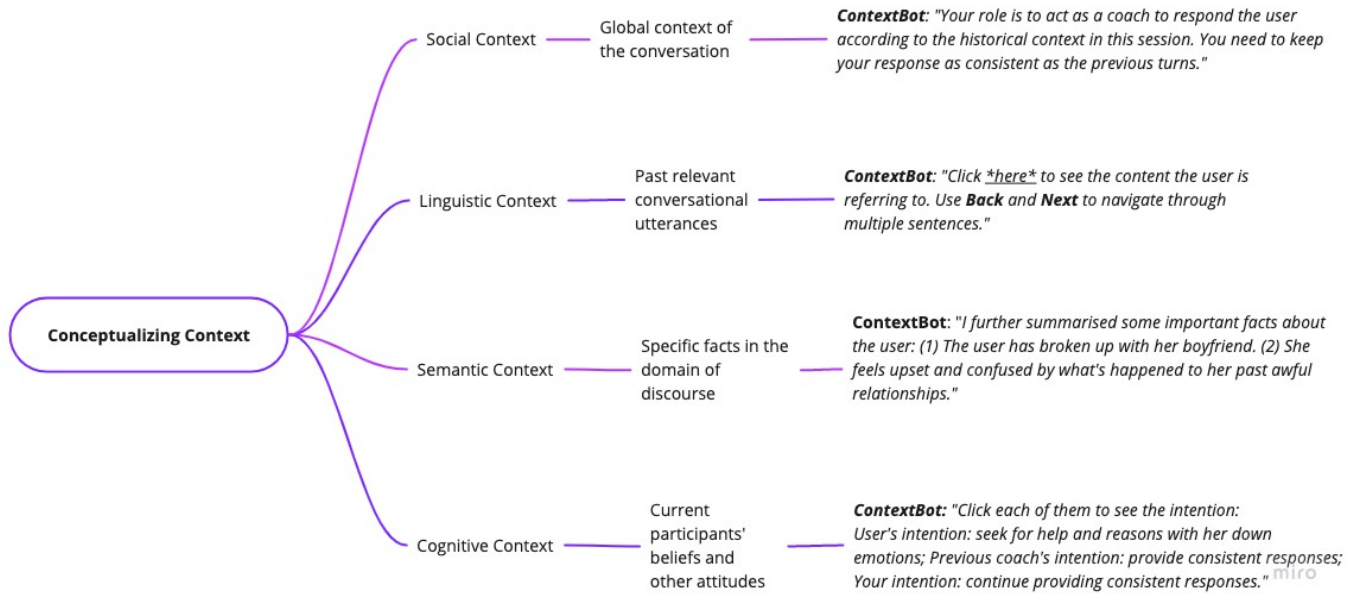 Conceptualizing Context
Social Context
Global context of
the conversation
ContextBot: "Your role is to act as a coach to respond the user
according to the historical context in this session. You need to keep
your response as consistent as the previous turns."
Linguistic Context
Past relevant
conversational
utterances
ContextBot: "Click *here* to see the content the user is
referring to. Use Back and Next to navigate through
multiple sentences."
Semantic Context
Specific facts in the
domain of
discourse
ContextBot: "I further summarised some important facts about
the user: (1) The user has broken up with her boyfriend. (2) She
feels upset and confused by what's happened to her past awful
relationships."
Cognitive Context
Current
participants'
beliefs and
other attitudes
ContextBot: "Click each of them to see the intention:
User's intention: seek for help and reasons with her down
emotions; Previous coach's intention: provide consistent responses;
Your intention: continue providing consistent responses."
miro